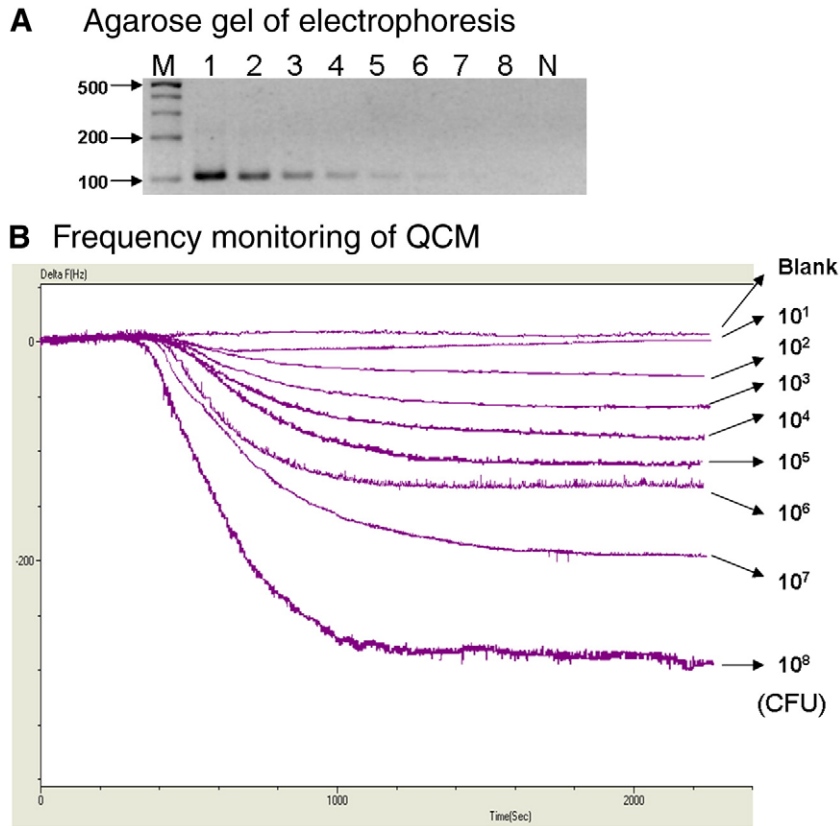 A Agarose gel of electrophoresis
M 1 2 3 4 5 6 7 8 N
500
200
100
B Frequency monitoring of QCM
Delta F(Hz)
Blank
10¹
0
10²
10³
10⁴
10⁵
10⁶
-200
10⁷
10⁸
(CFU)
0 1000 2000
Time(Sec)